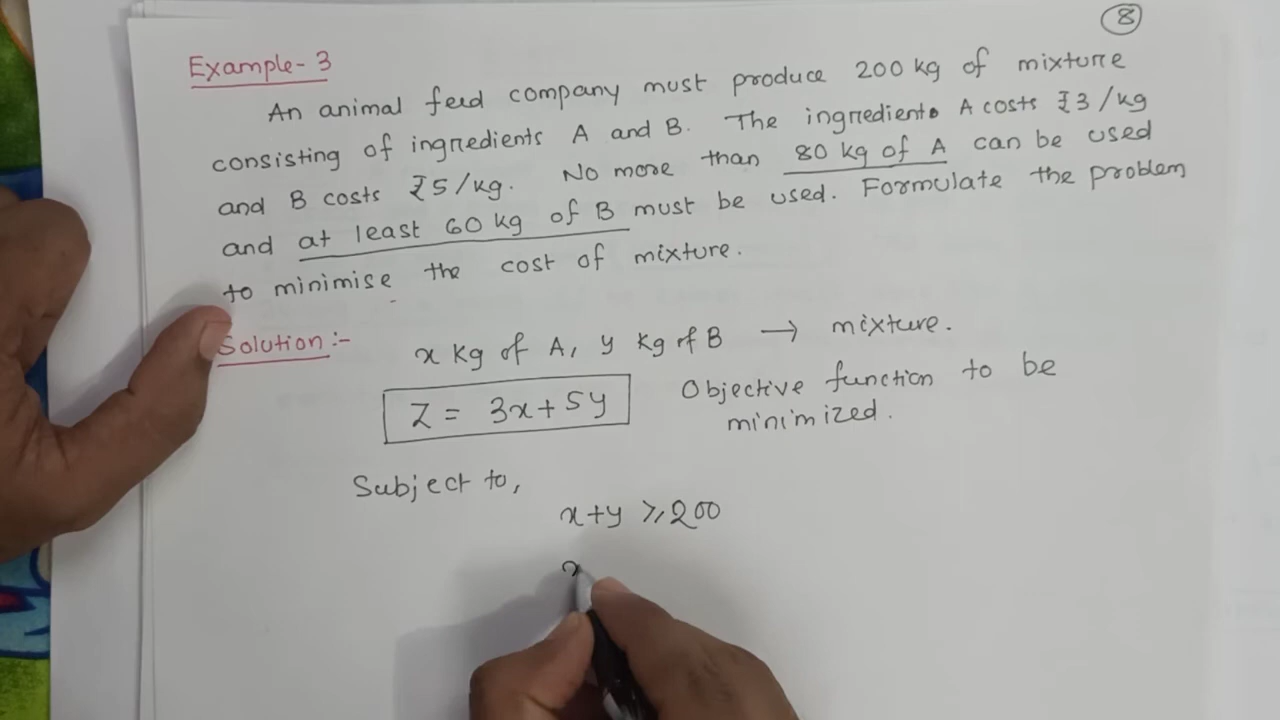 8
Example-3
An animal feed company must produce 200 kg of mixture
consisting of ingredients A and B. The ingredients A costs ₹3/kg
and B costs ₹5/kg. No more than 80 kg of A can be used
and at least 60 kg of B must be used. Formulate the problem
to minimise the cost of mixture.
Solution:-
x kg of A, y kg of B → mixture.
Z = 3x+5y Objective function to be
minimized.
Subject to,
x+y ⩾ 200
x